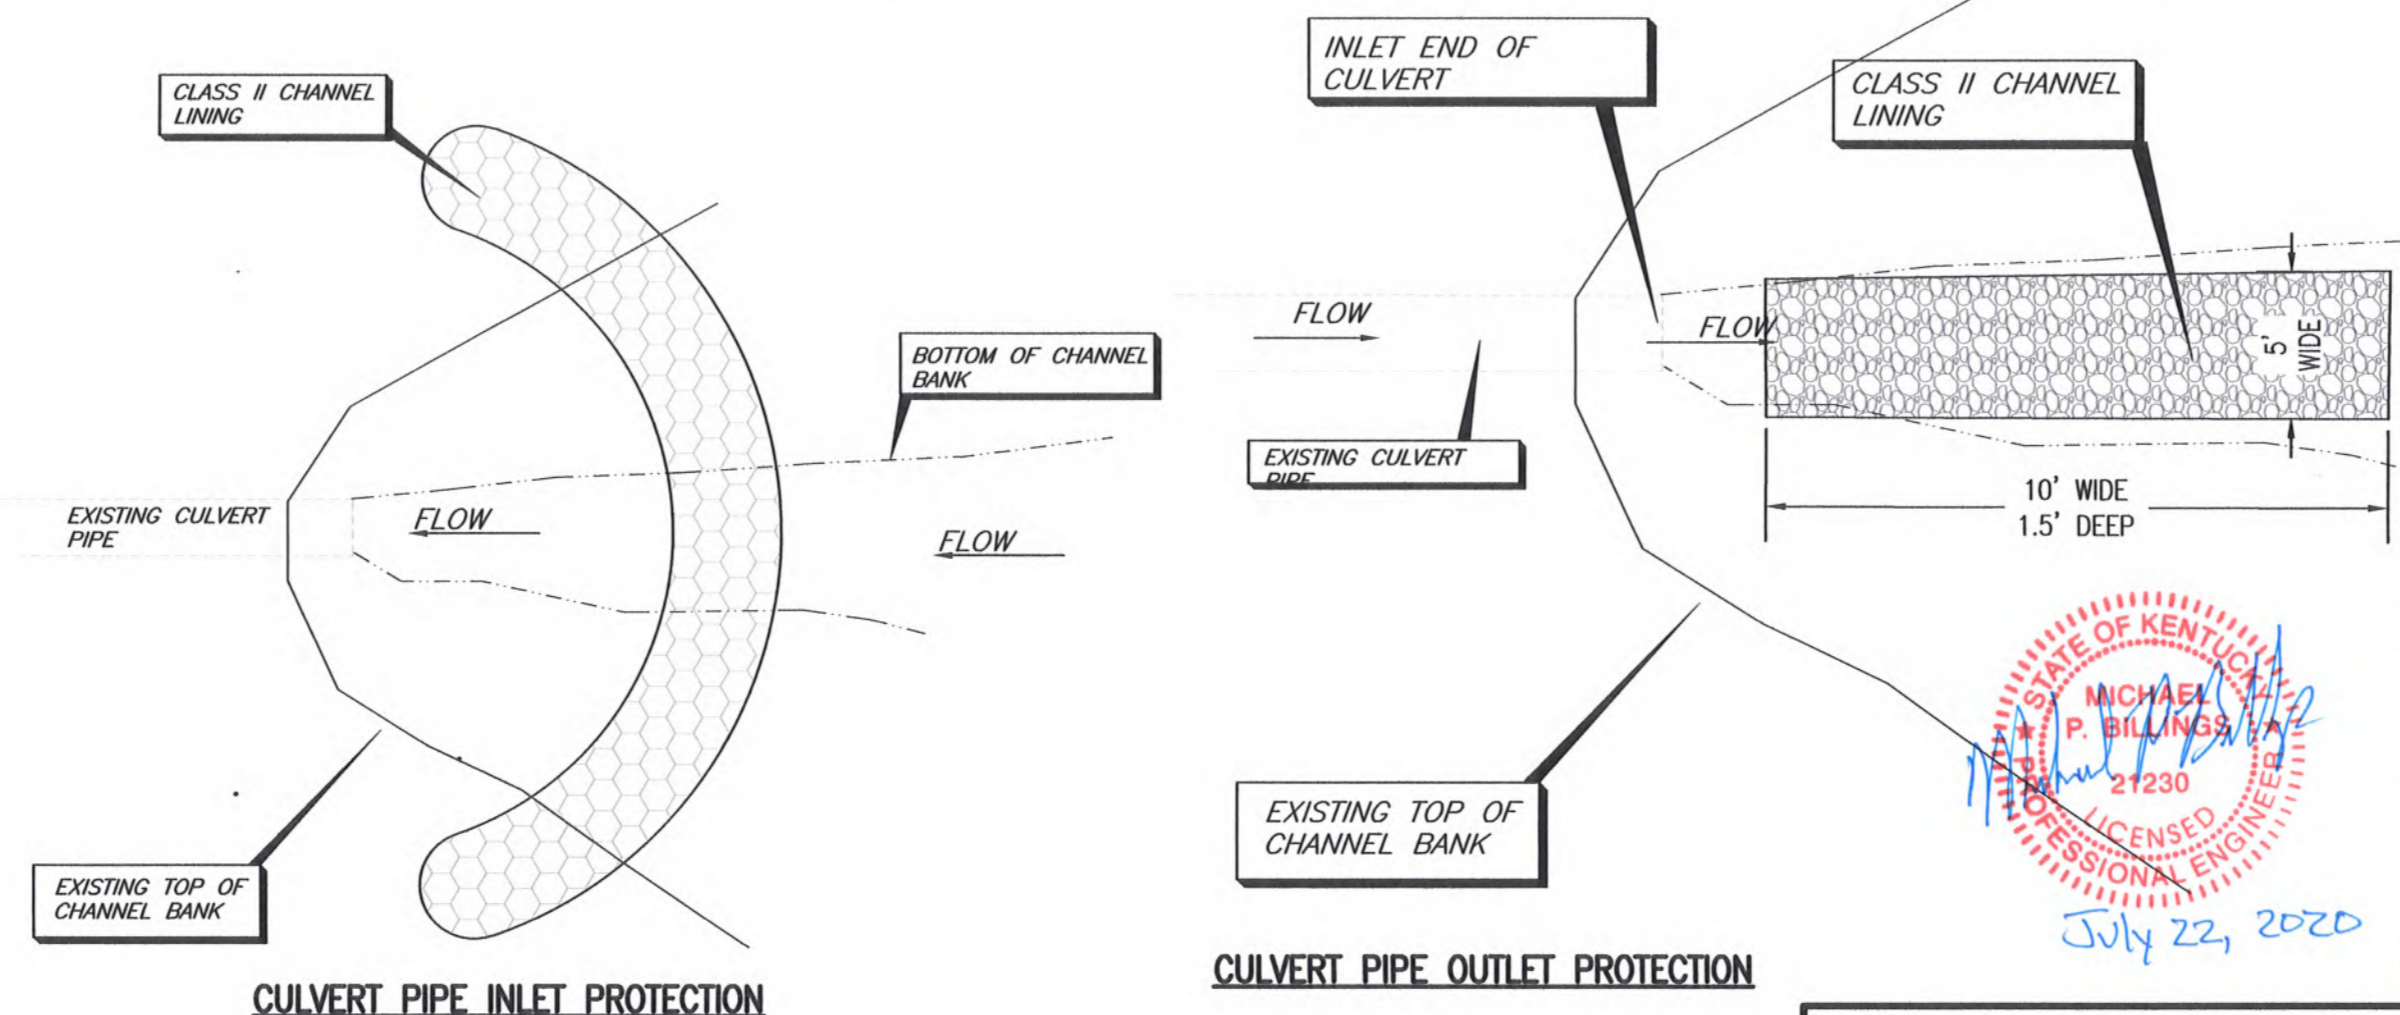 CLASS II CHANNEL
LINING
BOTTOM OF CHANNEL
BANK
EXISTING CULVERT
PIPE
FLOW
FLOW
EXISTING TOP OF
CHANNEL BANK
CULVERT PIPE INLET PROTECTION
INLET END OF
CULVERT
CLASS II CHANNEL
LINING
FLOW
FLOW
5'
WIDE
EXISTING CULVERT
PIPE
10' WIDE
1.5' DEEP
EXISTING TOP OF
CHANNEL BANK
STATE OF KENTUCKY
MICHAEL
P. BILLINGS
21230
LICENSED
PROFESSIONAL ENGINEER
July 22, 2020
CULVERT PIPE OUTLET PROTECTION